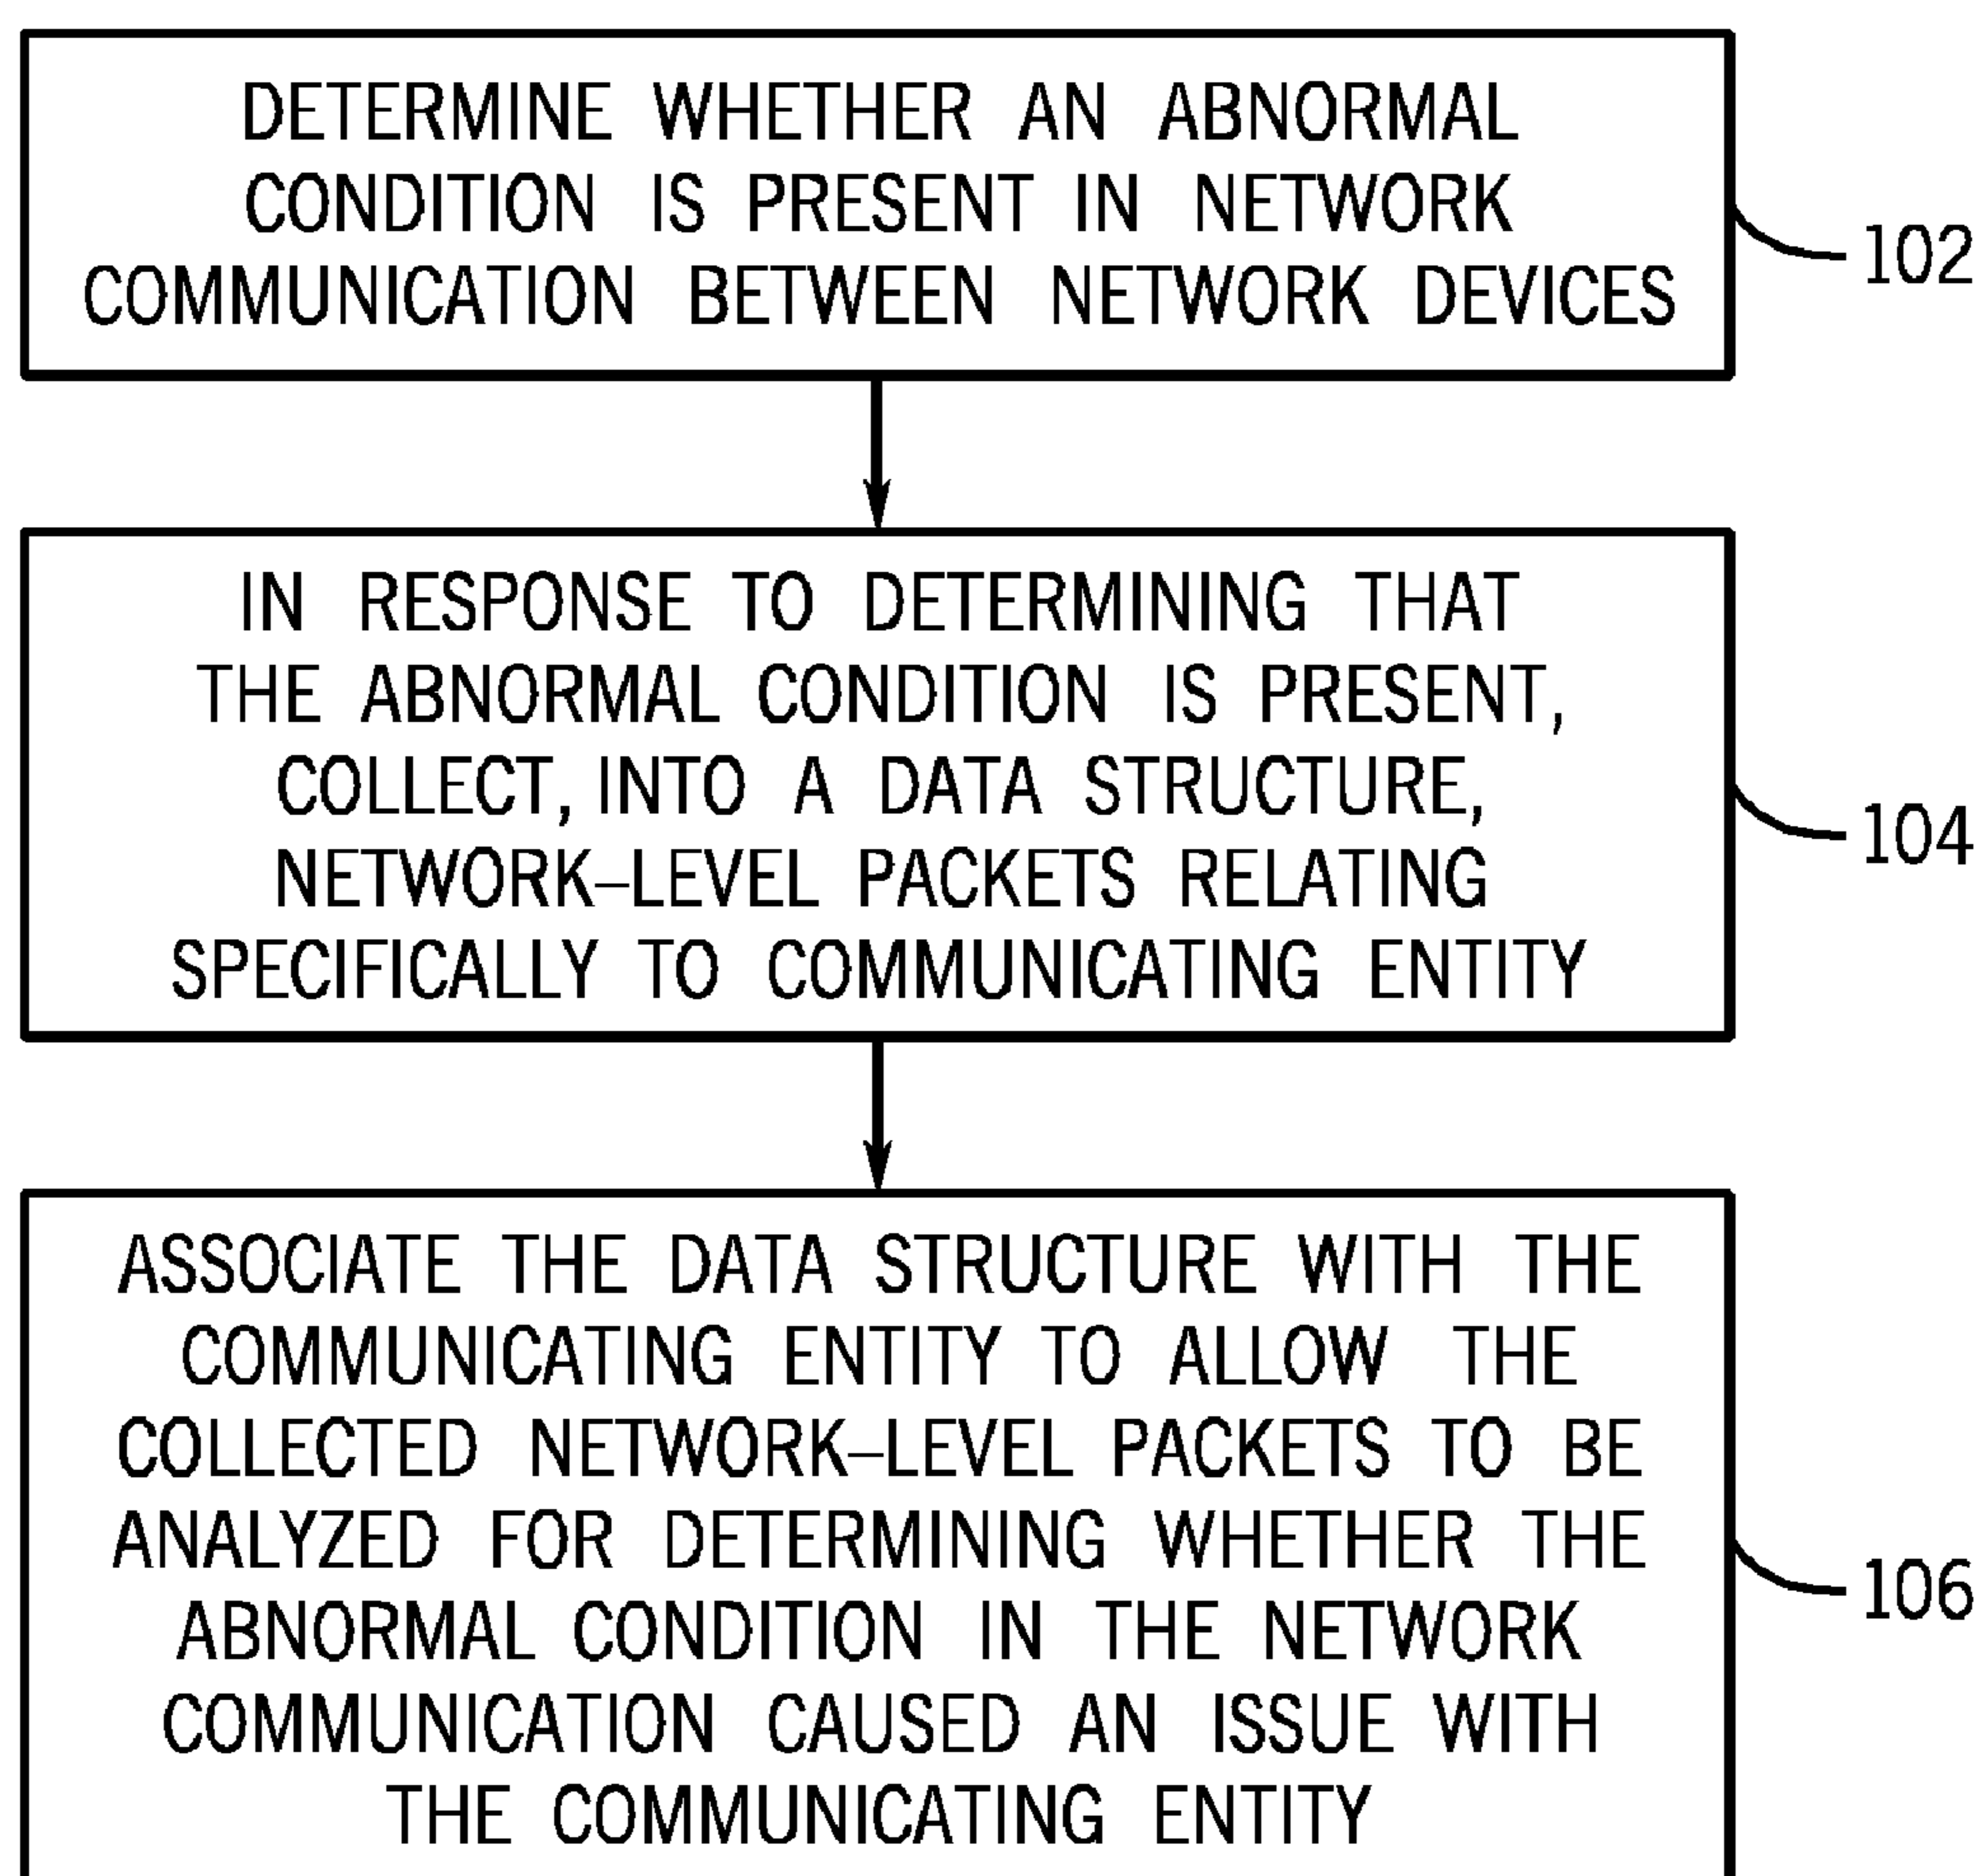 DETERMINE WHETHER AN ABNORMAL
CONDITION IS PRESENT IN NETWORK
COMMUNICATION BETWEEN NETWORK DEVICES
102
IN RESPONSE TO DETERMINING THAT
THE ABNORMAL CONDITION IS PRESENT,
COLLECT, INTO A DATA STRUCTURE,
NETWORK-LEVEL PACKETS RELATING
SPECIFICALLY TO COMMUNICATING ENTITY
104
ASSOCIATE THE DATA STRUCTURE WITH THE
COMMUNICATING ENTITY TO ALLOW THE
COLLECTED NETWORK-LEVEL PACKETS TO BE
ANALYZED FOR DETERMINING WHETHER THE
ABNORMAL CONDITION IN THE NETWORK
COMMUNICATION CAUSED AN ISSUE WITH
THE COMMUNICATING ENTITY
106